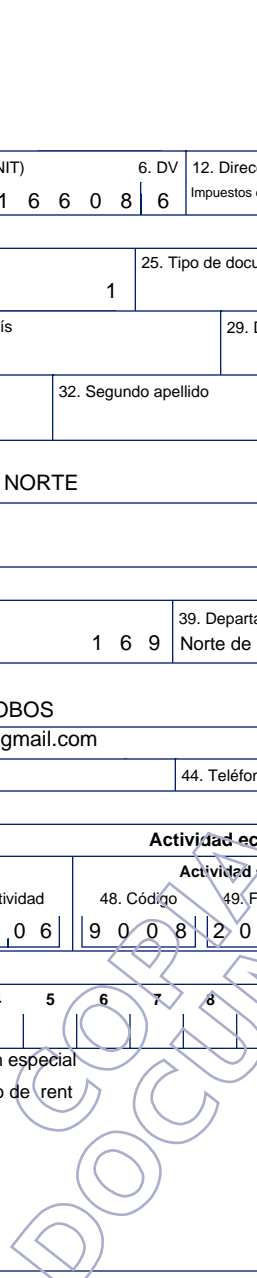 NIT) 6. DV 12. Direc
1 6 6 0 8 6 Impuestos
25. Tipo de docu
1
ís 29. D
32. Segundo apellido
NORTE
39. Departa
1 6 9 Norte de
OBOS
gmail.com
44. Teléfon
Actividad ec
Actividad
tividad 48. Código 49. F
0 6 9 0 0 8 2 0
5 6 7 8
n especial
o de rent
COPIA
DOCUM